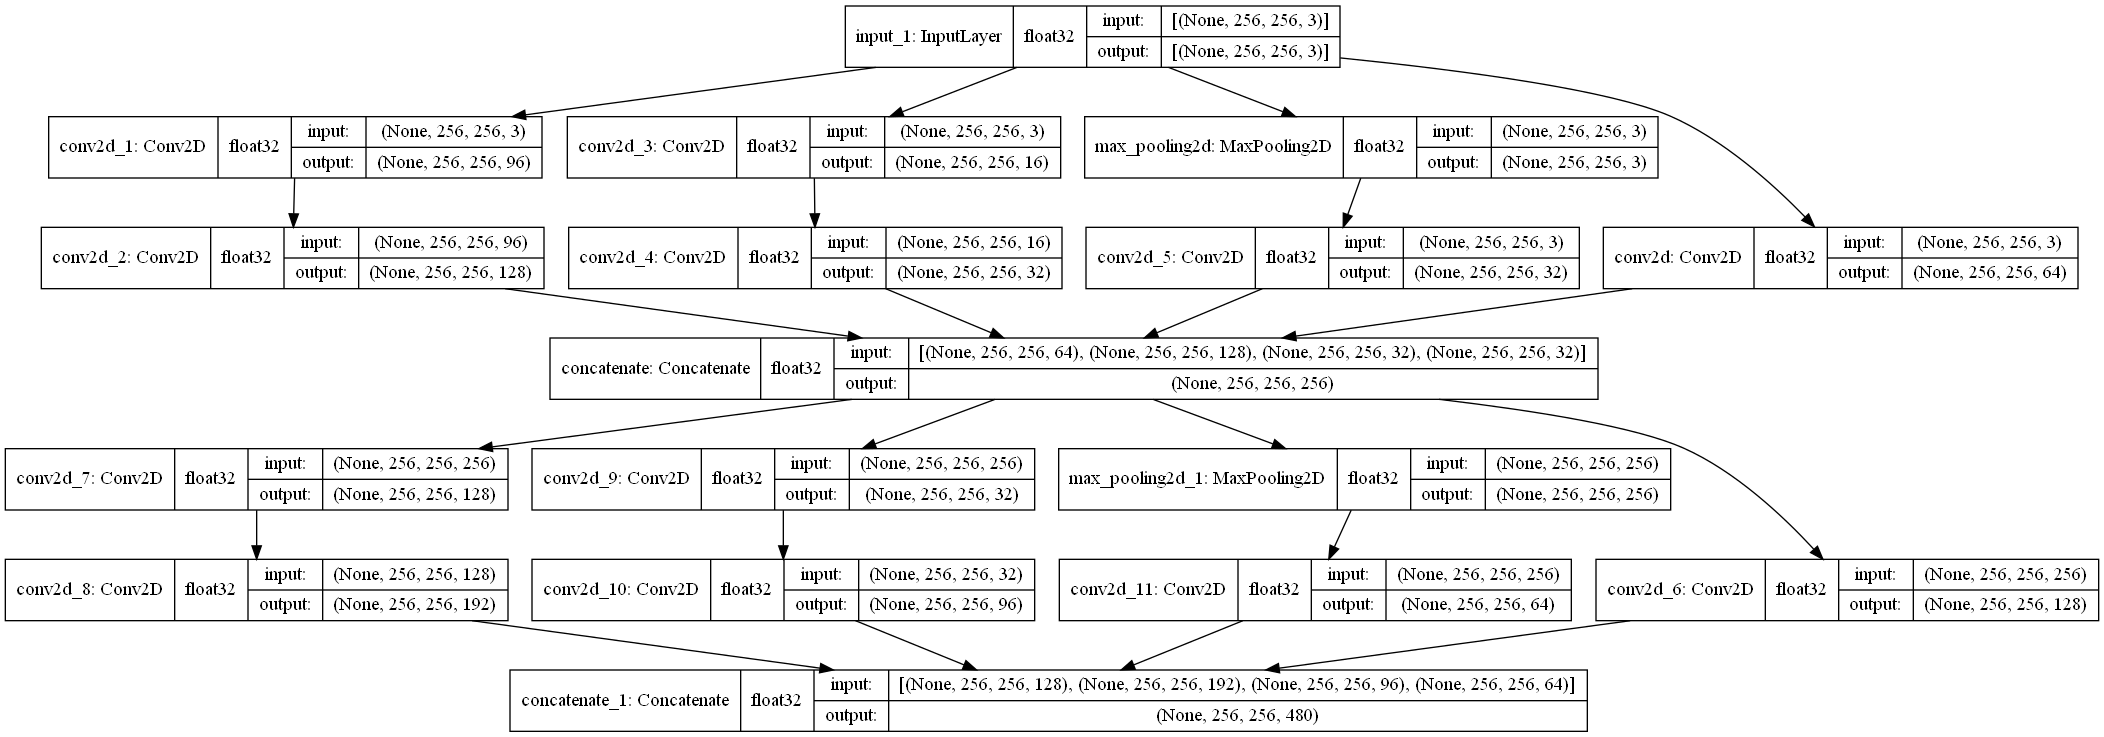 input_1: InputLayer float32 input: [(None, 256, 256, 3)]
output: [(None, 256, 256, 3)]
conv2d_1: Conv2D float32 input: (None, 256, 256, 3)
output: (None, 256, 256, 96)
conv2d_3: Conv2D float32 input: (None, 256, 256, 3)
output: (None, 256, 256, 16)
max_pooling2d: MaxPooling2D float32 input: (None, 256, 256, 3)
output: (None, 256, 256, 3)
conv2d_2: Conv2D float32 input: (None, 256, 256, 96)
output: (None, 256, 256, 128)
conv2d_4: Conv2D float32 input: (None, 256, 256, 16)
output: (None, 256, 256, 32)
conv2d_5: Conv2D float32 input: (None, 256, 256, 3)
output: (None, 256, 256, 32)
conv2d: Conv2D float32 input: (None, 256, 256, 3)
output: (None, 256, 256, 64)
concatenate: Concatenate float32 input: [(None, 256, 256, 64), (None, 256, 256, 128), (None, 256, 256, 32), (None, 256, 256, 32)]
output: (None, 256, 256, 256)
conv2d_7: Conv2D float32 input: (None, 256, 256, 256)
output: (None, 256, 256, 128)
conv2d_9: Conv2D float32 input: (None, 256, 256, 256)
output: (None, 256, 256, 32)
max_pooling2d_1: MaxPooling2D float32 input: (None, 256, 256, 256)
output: (None, 256, 256, 256)
conv2d_8: Conv2D float32 input: (None, 256, 256, 128)
output: (None, 256, 256, 192)
conv2d_10: Conv2D float32 input: (None, 256, 256, 32)
output: (None, 256, 256, 96)
conv2d_11: Conv2D float32 input: (None, 256, 256, 256)
output: (None, 256, 256, 64)
conv2d_6: Conv2D float32 input: (None, 256, 256, 256)
output: (None, 256, 256, 128)
concatenate_1: Concatenate float32 input: [(None, 256, 256, 128), (None, 256, 256, 192), (None, 256, 256, 96), (None, 256, 256, 64)]
output: (None, 256, 256, 480)